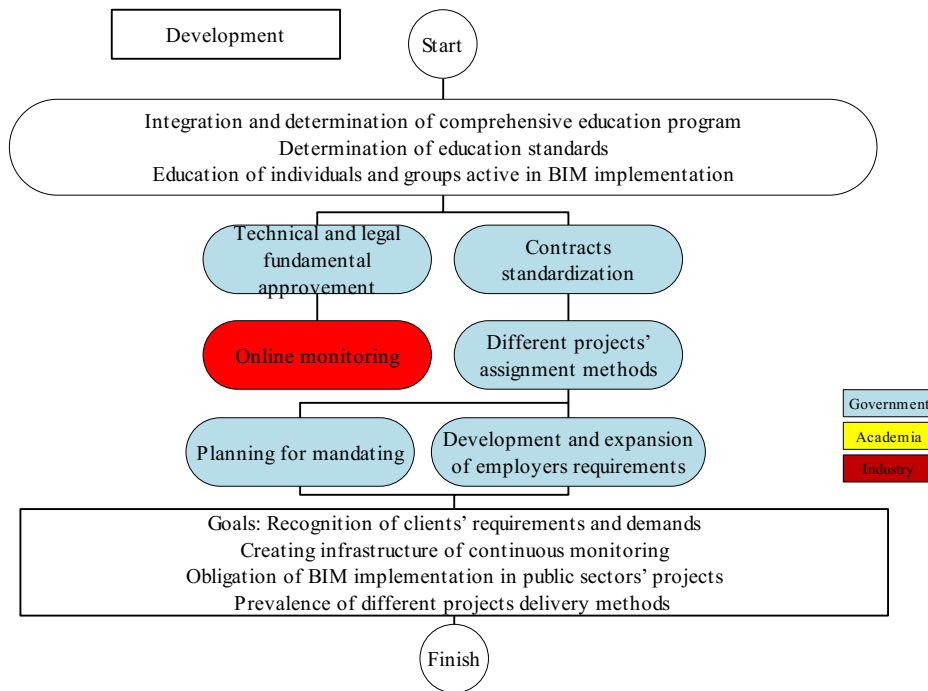 Development
Start
Integration and determination of comprehensive education program
Determination of education standards
Education of individuals and groups active in BIM implementation
Technical and legal
fundamental
approvement
Contracts
standardization
Online monitoring
Different projects’
assignment methods
Planning for mandating
Development and expansion
of employers requirements
Government
Academia
Industry
Goals: Recognition of clients’ requirements and demands
Creating infrastructure of continuous monitoring
Obligation of BIM implementation in public sectors’ projects
Prevalence of different projects delivery methods
Finish